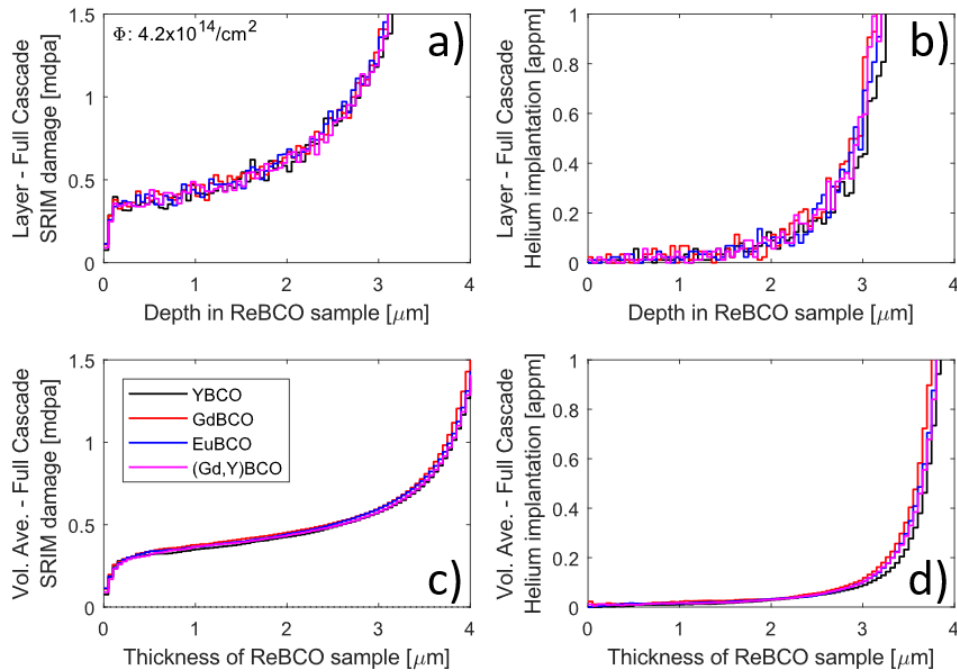 Φ: 4.2x10^14/cm^2
a)
Layer - Full Cascade
SRIM damage [mdpa]
1.5
1
0.5
0
0 1 2 3 4
Depth in ReBCO sample [μm]
b)
Layer - Full Cascade
Helium implantation [appm]
1
0.8
0.6
0.4
0.2
0
0 1 2 3 4
Depth in ReBCO sample [μm]
c)
Vol. Ave. - Full Cascade
SRIM damage [mdpa]
1.5
1
0.5
0
YBCO
GdBCO
EuBCO
(Gd,Y)BCO
0 1 2 3 4
Thickness of ReBCO sample [μm]
d)
Vol. Ave. - Full Cascade
Helium implantation [appm]
1
0.8
0.6
0.4
0.2
0
0 1 2 3 4
Thickness of ReBCO sample [μm]